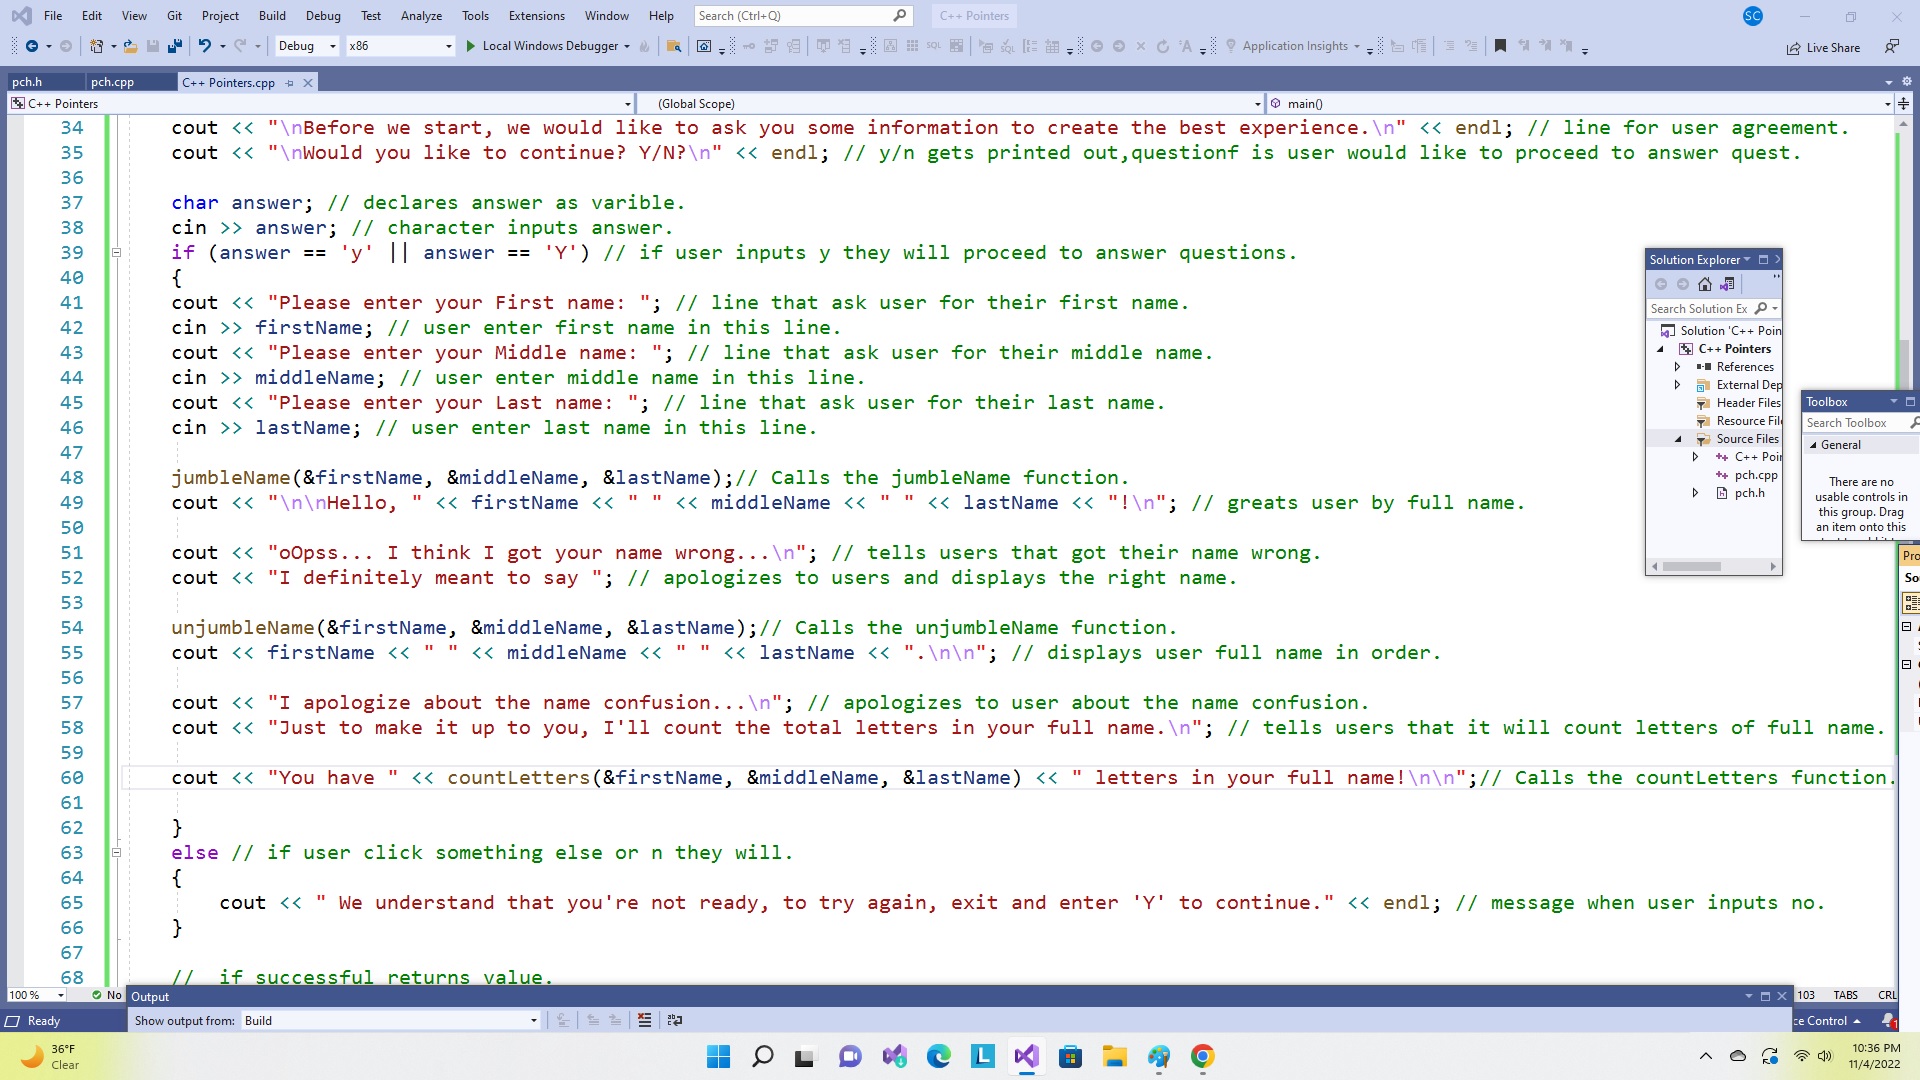 File Edit View Git Project Build Debug Test Analyze Tools Extensions Window Help Search (Ctrl+Q) C++ Pointers SC
Debug x86 Local Windows Debugger Application Insights Live Share
pch.h pch.cpp C++ Pointers.cpp
C++ Pointers (Global Scope) main()
34 cout << "\nBefore we start, we would like to ask you some information to create the best experience.\n" << endl; // line for user agreement.
35 cout << "\nWould you like to continue? Y/N?\n" << endl; // y/n gets printed out,questionf is user would like to proceed to answer quest.
36
37 char answer; // declares answer as varible.
38 cin >> answer; // character inputs answer.
39 if (answer == 'y' || answer == 'Y') // if user inputs y they will proceed to answer questions.
40 {
41 cout << "Please enter your First name: "; // line that ask user for their first name.
42 cin >> firstName; // user enter first name in this line.
43 cout << "Please enter your Middle name: "; // line that ask user for their middle name.
44 cin >> middleName; // user enter middle name in this line.
45 cout << "Please enter your Last name: "; // line that ask user for their last name.
46 cin >> lastName; // user enter last name in this line.
47
48 jumbleName(&firstName, &middleName, &lastName);// Calls the jumbleName function.
49 cout << "\n\nHello, " << firstName << " " << middleName << " " << lastName << "!\n"; // greats user by full name.
50
51 cout << "oOpss... I think I got your name wrong...\n"; // tells users that got their name wrong.
52 cout << "I definitely meant to say "; // apologizes to users and displays the right name.
53
54 unjumbleName(&firstName, &middleName, &lastName);// Calls the unjumbleName function.
55 cout << firstName << " " << middleName << " " << lastName << ".\n\n"; // displays user full name in order.
56
57 cout << "I apologize about the name confusion...\n"; // apologizes to user about the name confusion.
58 cout << "Just to make it up to you, I'll count the total letters in your full name.\n"; // tells users that it will count letters of full name.
59
60 cout << "You have " << countLetters(&firstName, &middleName, &lastName) << " letters in your full name!\n\n";// Calls the countLetters function.
61
62 }
63 else // if user click something else or n they will.
64 {
65 cout << " We understand that you're not ready, to try again, exit and enter 'Y' to continue." << endl; // message when user inputs no.
66 }
67
68 // if successful returns value.
Solution Explorer
Search Solution Ex
Solution 'C++ Poin
C++ Pointers
References
External Dep
Header Files
Resource File
Source Files
C++ Poi
pch.cpp
pch.h
Toolbox
Search Toolbox
General
There are no
usable controls in
this group. Drag
an item onto this
Pro
So
100 % No Output 103 TABS CRL
Ready Show output from: Build ce Control 1
36°F
Clear
10:36 PM
11/4/2022